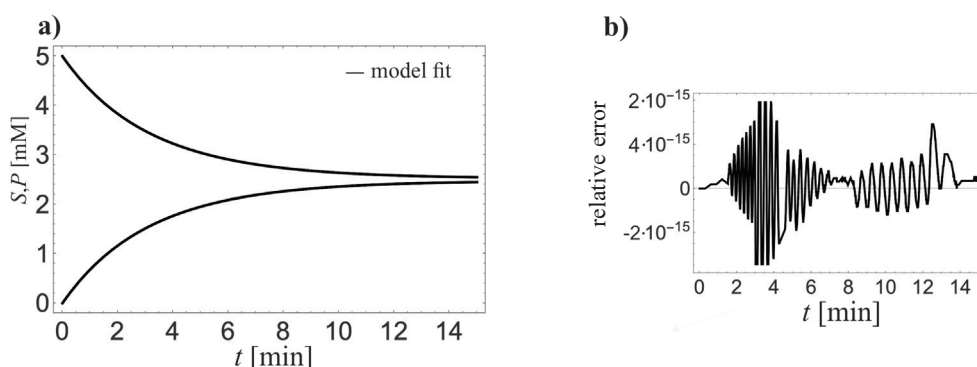 a)
5
4
3
2
1
0
S,P [mM]
— model fit
0 2 4 6 8 10 12 14
t [min]
b)
2·10⁻¹⁵
4·10⁻¹⁵
0
-2·10⁻¹⁵
relative error
0 2 4 6 8 10 12 14
t [min]